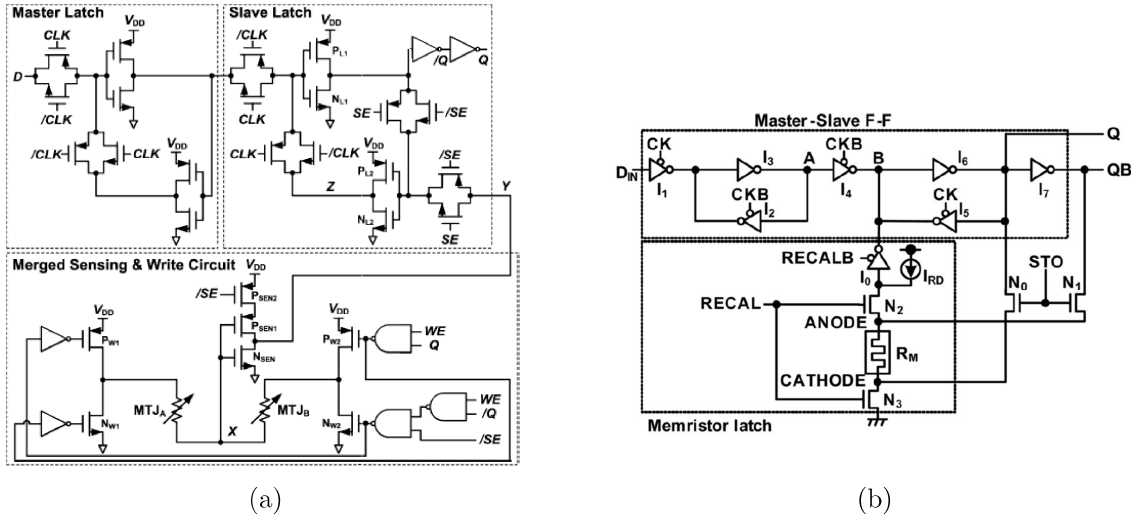 Master Latch
Slave Latch
V_DD
V_DD
CLK
/CLK
P_L1
D
/Q
Q
/CLK
CLK
N_L1
SE
/SE
V_DD
V_DD
/CLK
CLK
CLK
/CLK
/SE
P_L2
Z
Y
N_L2
SE
Merged Sensing & Write Circuit
V_DD
/SE
P_SEN2
V_DD
V_DD
P_SEN1
P_W1
P_W2
WE
Q
N_SEN
MTJ_A
MTJ_B
WE
/Q
N_W1
X
N_W2
/SE
(a)
Master-Slave F-F
CK
CKB
Q
I_3
A
B
I_6
D_IN
QB
I_1
I_4
I_7
CKB
CK
I_2
I_5
RECALB
STO
I_0
I_RD
N_0
N_1
RECAL
N_2
ANODE
R_M
CATHODE
N_3
Memristor latch
(b)